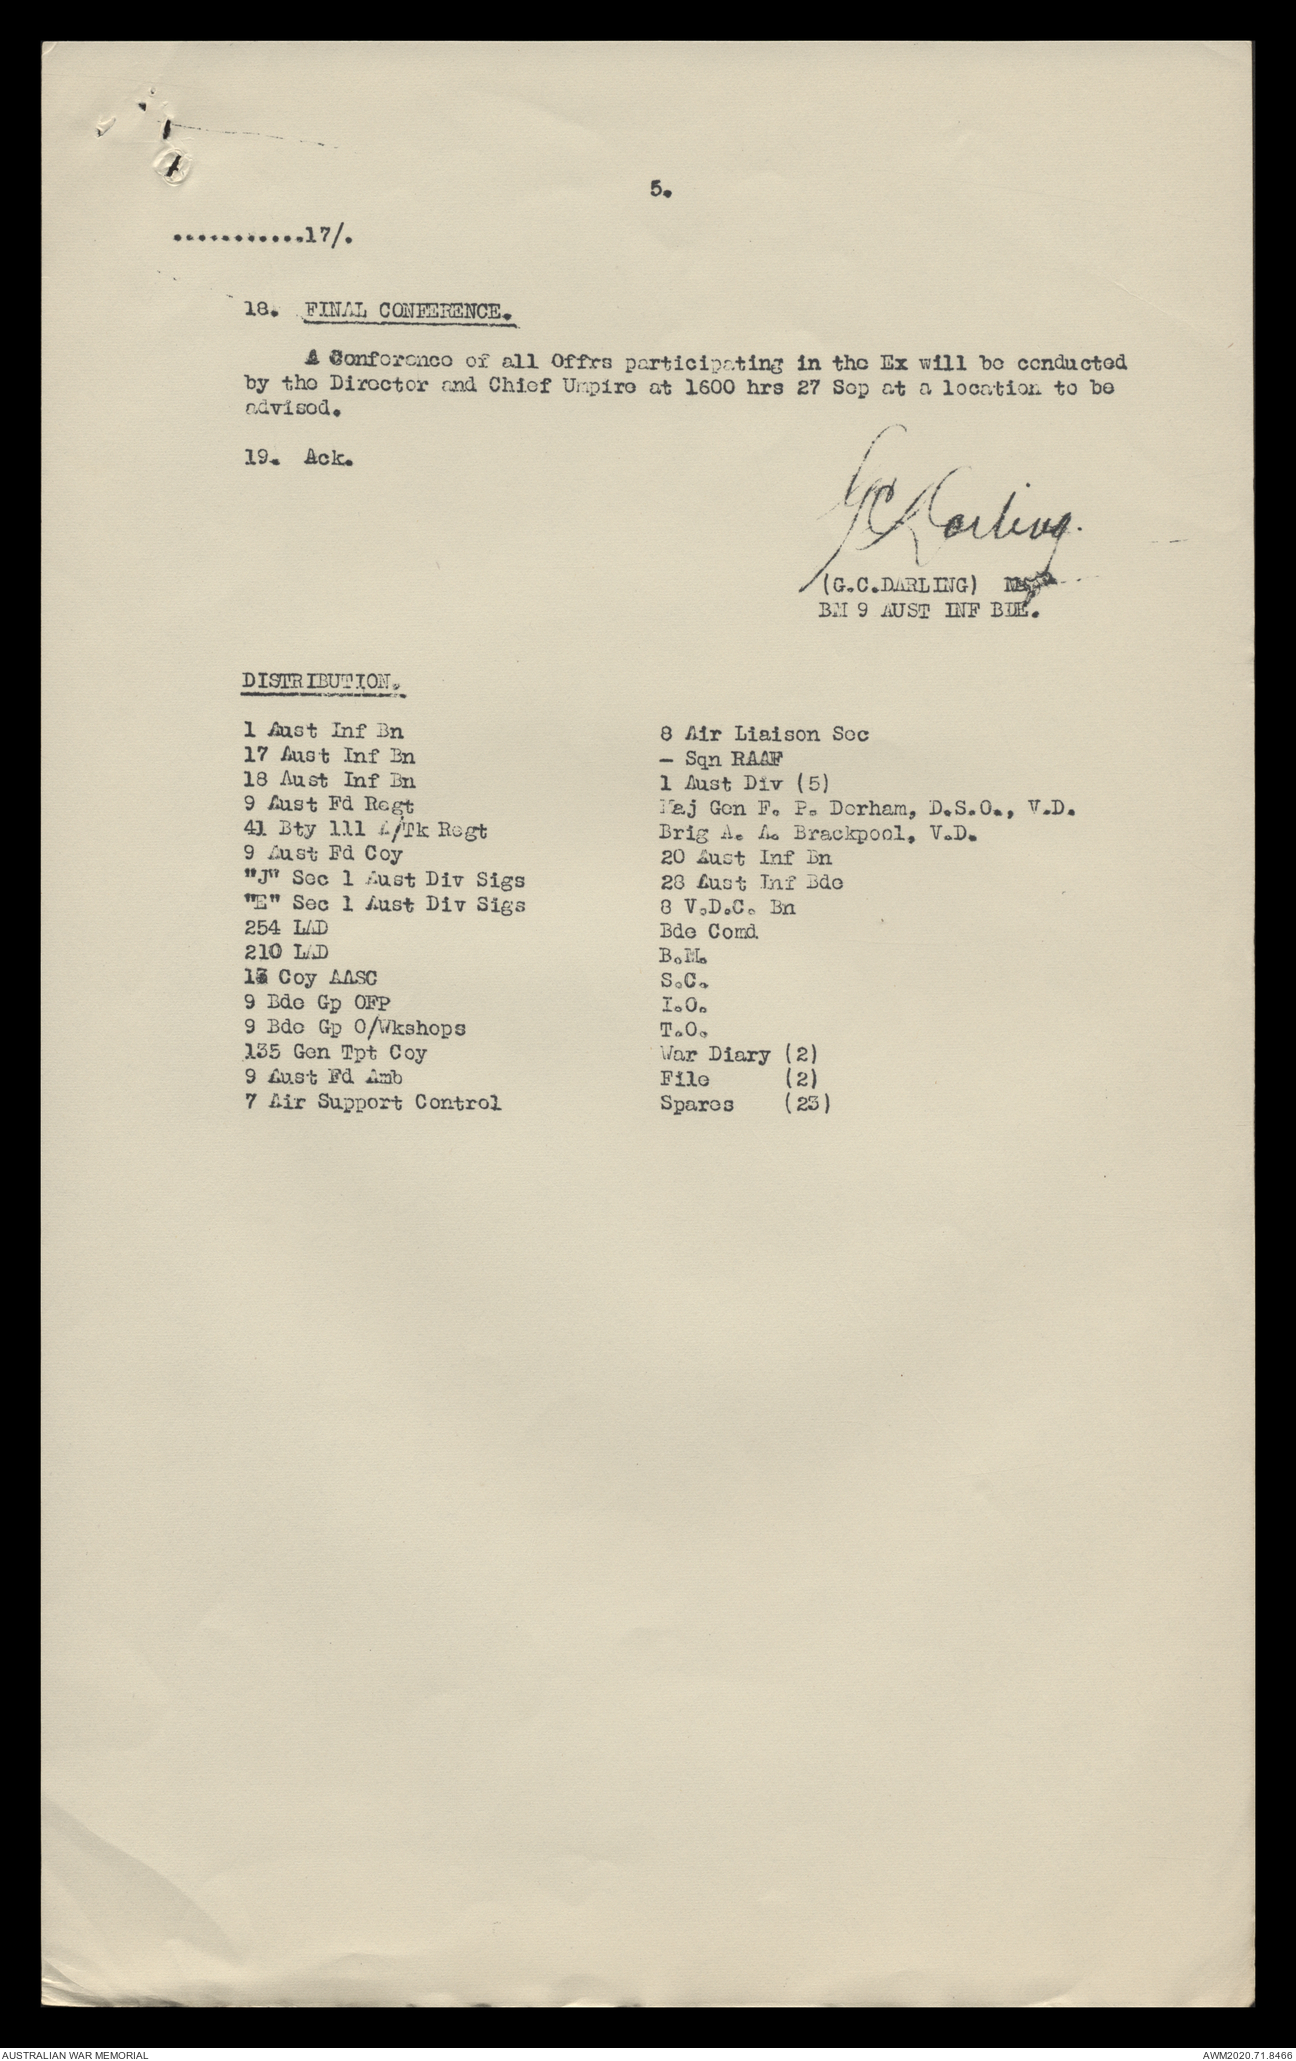 5.
...........17/.
18. FINAL CONFERENCE.
A Conference of all Offrs participating in the Ex will be conducted
by the Director and Chief Umpire at 1600 hrs 27 Sep at a location to be
advised.
19. Ack.
GC Darling.
(G.C.DARLING)
BM 9 AUST INF BDE.
DISTRIBUTION.
1 Aust Inf Bn
17 Aust Inf Bn
18 Aust Inf Bn
9 Aust Fd Regt
41 Bty 111 A/Tk Regt
9 Aust Fd Coy
"J" Sec 1 Aust Div Sigs
"E" Sec 1 Aust Div Sigs
254 LAD
210 LAD
Coy AASC
9 Bde Gp OFP
9 Bde Gp O/Wkshops
135 Gen Tpt Coy
9 Aust Fd Amb
7 Air Support Control
8 Air Liaison Sec
- Sqn RAAF
1 Aust Div (5)
Maj Gen F. P. Derham, D.S.O., V.D.
Brig A. A. Brackpool, V.D.
20 Aust Inf Bn
28 Aust Inf Bde
8 V.D.C. Bn
Bde Comd
B.M.
S.C.
I.O.
T.O.
War Diary (2)
File (2)
Spares (23)
AUSTRALIAN WAR MEMORIAL
AWM2020.71.8466